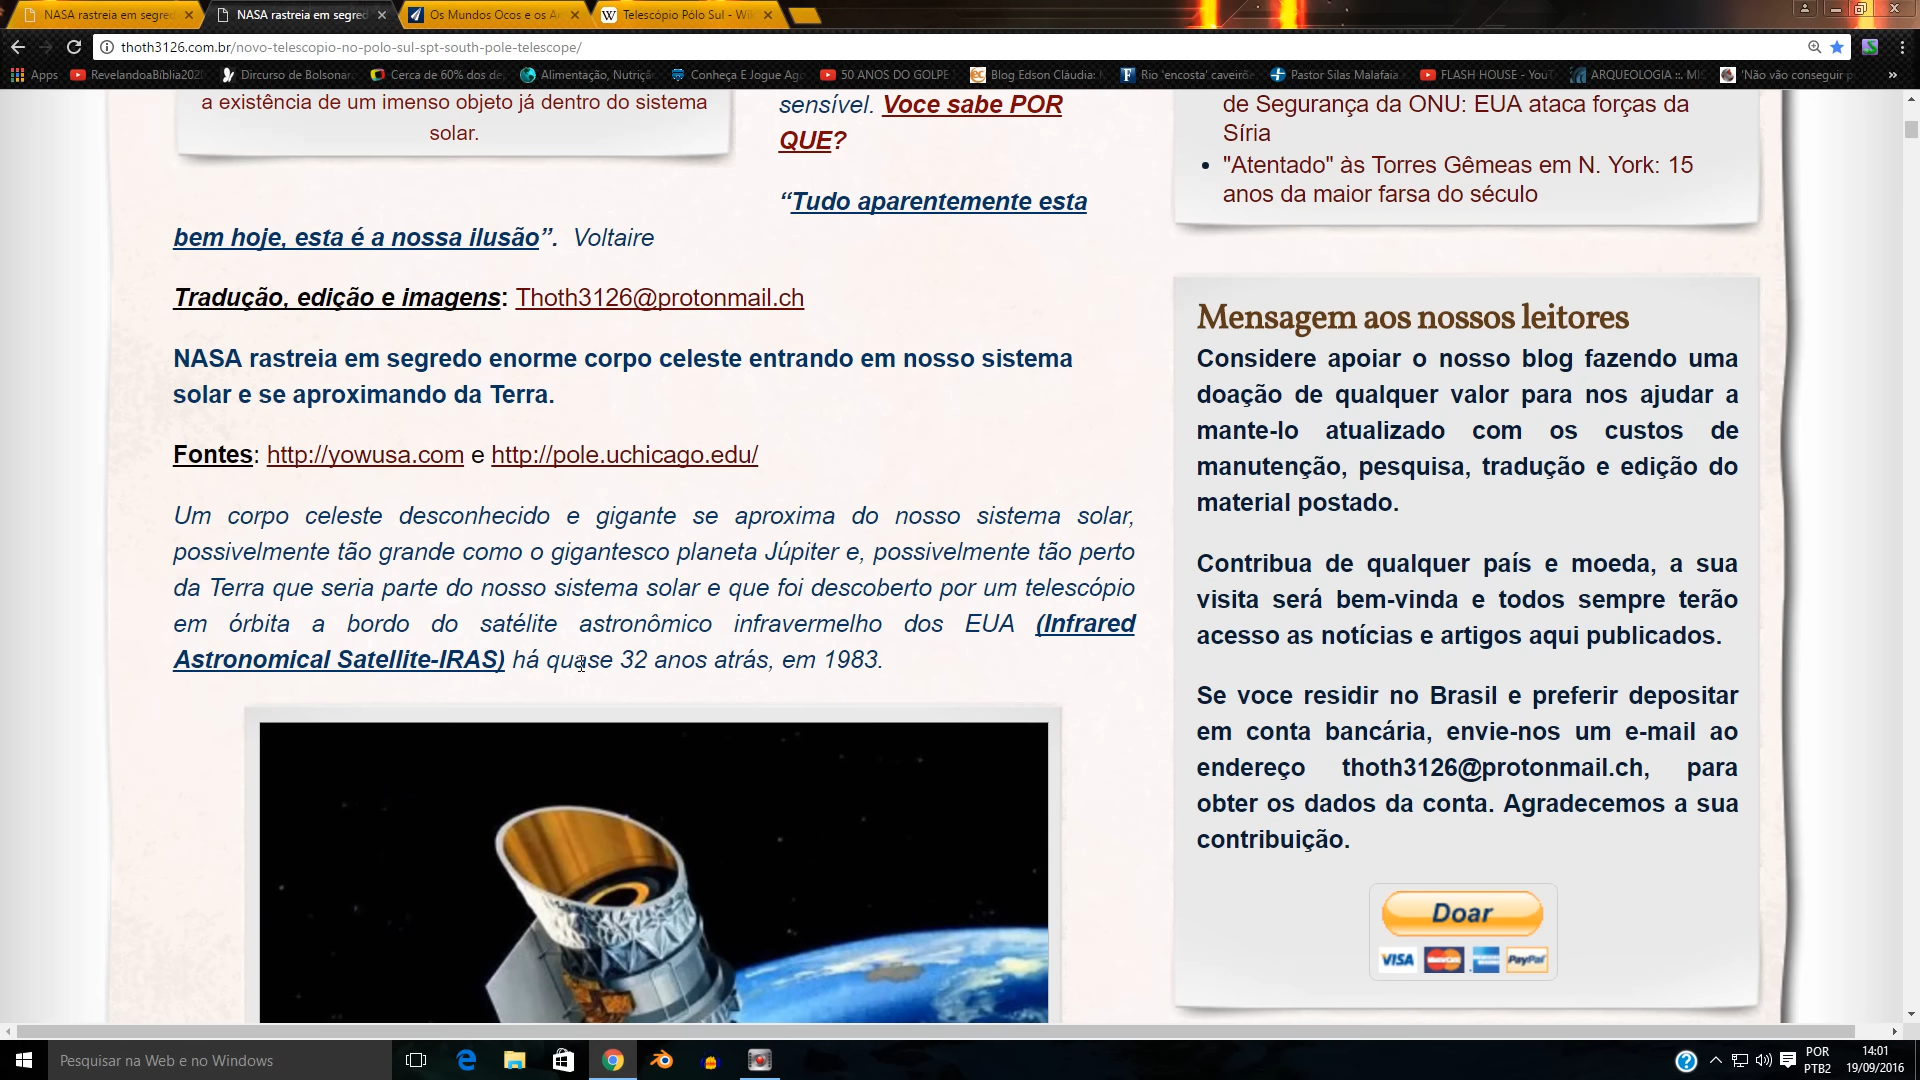 NASA rastreia em segred
NASA rastreia em segred
Os Mundos Ocos e os A
Telescópio Pólo Sul - Wi
thoth3126.com.br/novo-telescopio-no-polo-sul-spt-south-pole-telescope/
Apps
RevelandoaBíblia202
Dircurso de Bolsonar
Cerca de 60% dos de
Alimentação, Nutriçã
Conheça E Jogue Ag
50 ANOS DO GOLPE
Blog Edson Cláudia:
Rio 'encosta' caveirõ
Pastor Silas Malafaia
FLASH HOUSE - YouT
ARQUEOLOGIA ::. MI
'Não vão conseguir p
»
a existência de um imenso objeto já dentro do sistema
solar.
sensível. Voce sabe POR
QUE?
“Tudo aparentemente esta
bem hoje, esta é a nossa ilusão”. Voltaire
Tradução, edição e imagens: Thoth3126@protonmail.ch
NASA rastreia em segredo enorme corpo celeste entrando em nosso sistema
solar e se aproximando da Terra.
Fontes: http://yowusa.com e http://pole.uchicago.edu/
Um corpo celeste desconhecido e gigante se aproxima do nosso sistema solar,
possivelmente tão grande como o gigantesco planeta Júpiter e, possivelmente tão perto
da Terra que seria parte do nosso sistema solar e que foi descoberto por um telescópio
em órbita a bordo do satélite astronômico infravermelho dos EUA (Infrared
Astronomical Satellite-IRAS) há quase 32 anos atrás, em 1983.
de Segurança da ONU: EUA ataca forças da
Síria
"Atentado" às Torres Gêmeas em N. York: 15
anos da maior farsa do século
Mensagem aos nossos leitores
Considere apoiar o nosso blog fazendo uma
doação de qualquer valor para nos ajudar a
mante-lo atualizado com os custos de
manutenção, pesquisa, tradução e edição do
material postado.
Contribua de qualquer país e moeda, a sua
visita será bem-vinda e todos sempre terão
acesso as notícias e artigos aqui publicados.
Se voce residir no Brasil e preferir depositar
em conta bancária, envie-nos um e-mail ao
endereço thoth3126@protonmail.ch, para
obter os dados da conta. Agradecemos a sua
contribuição.
Doar
VISA MasterCard PayPal
Pesquisar na Web e no Windows
POR
PTB2
14:01
19/09/2016